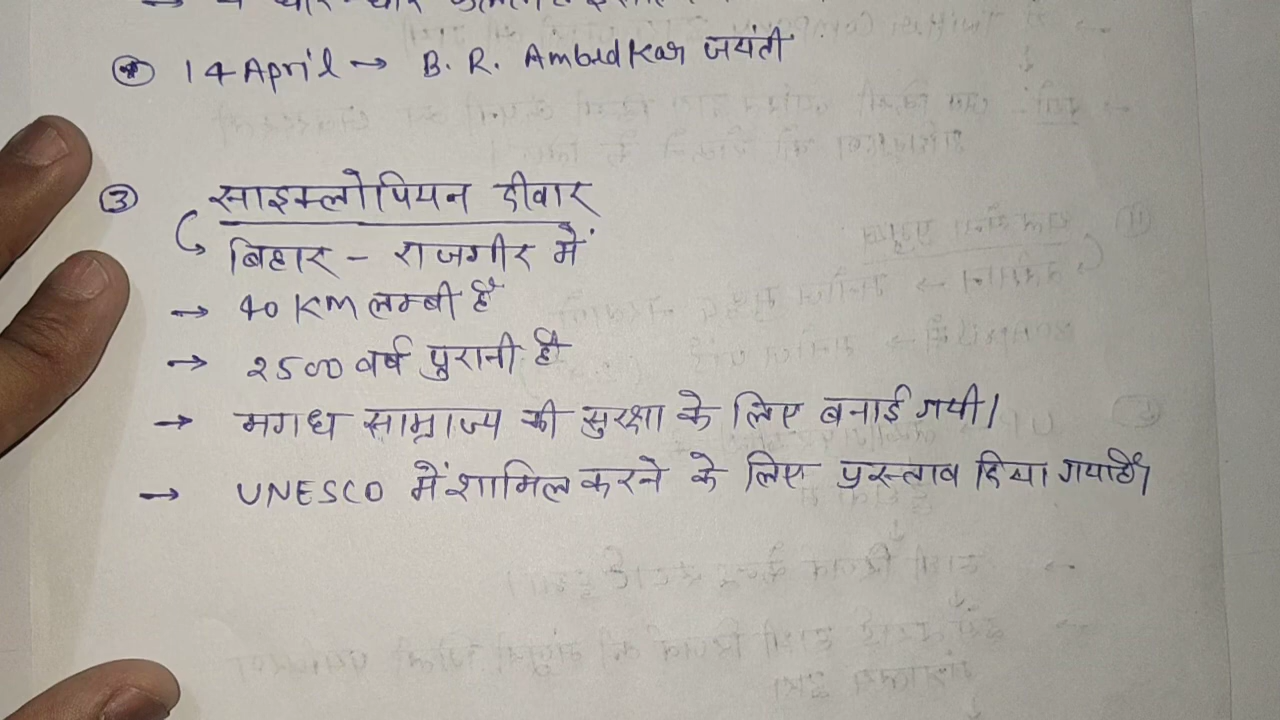 * 14 April → B. R. Ambedkar जयंती
③ साइक्लोपियन दीवार
बिहार - राजगीर में
→ 40 KM लम्बी है
→ 2500 वर्ष पुरानी है
→ मगध साम्राज्य की सुरक्षा के लिए बनाई गयी।
→ UNESCO में शामिल करने के लिए प्रस्ताव दिया गया है।